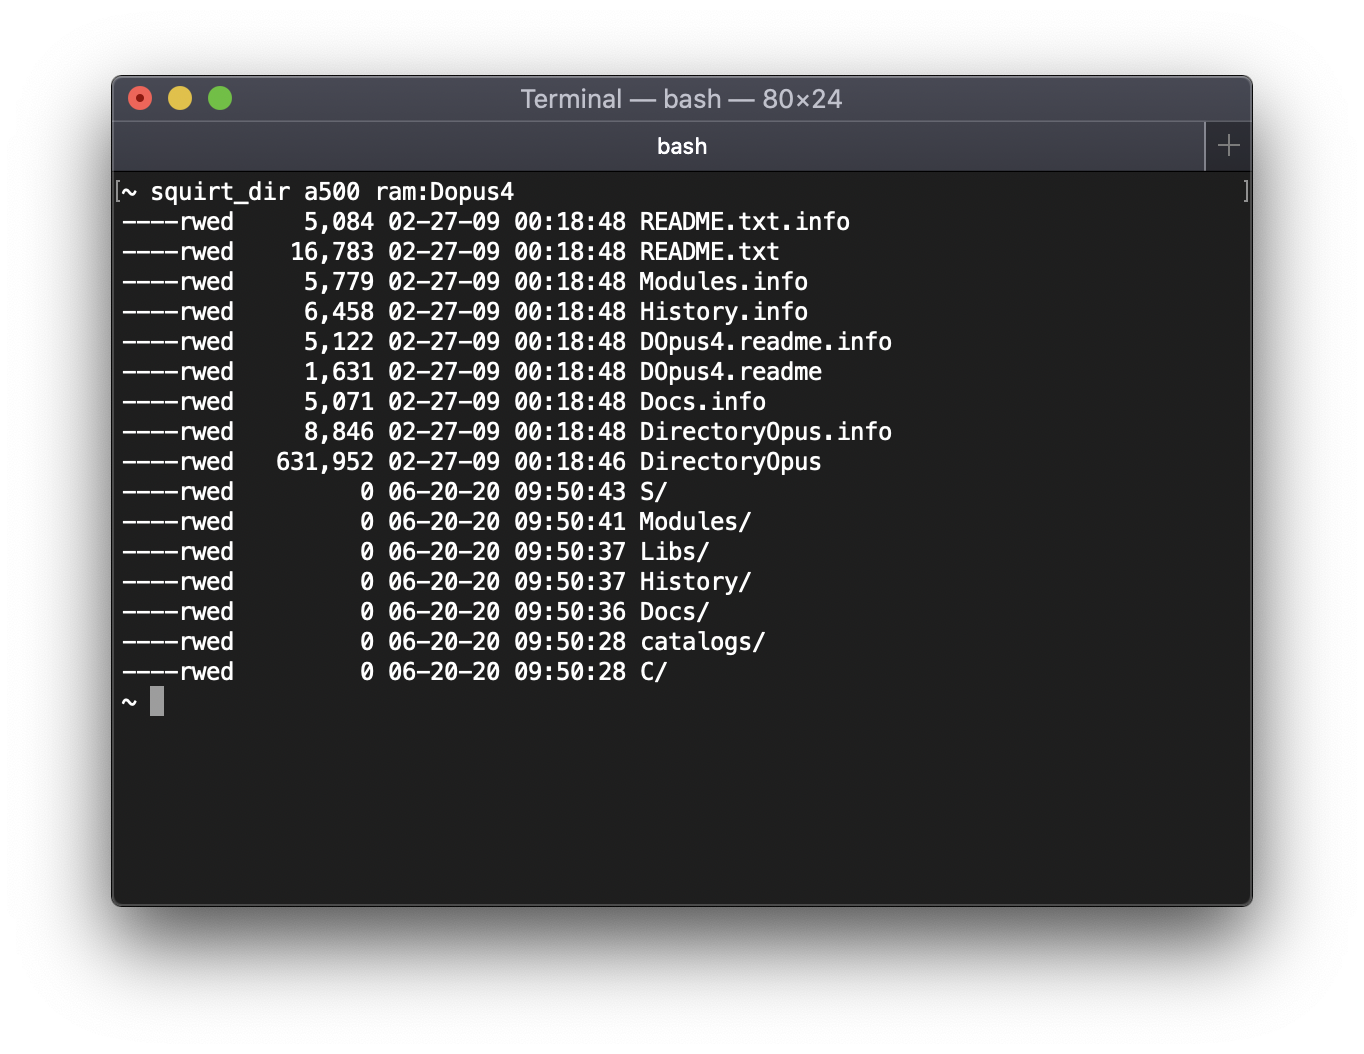 Terminal — bash — 80×24
bash
[~ squirt_dir a500 ram:Dopus4 ]
----rwed     5,084 02-27-09 00:18:48 README.txt.info
----rwed    16,783 02-27-09 00:18:48 README.txt
----rwed     5,779 02-27-09 00:18:48 Modules.info
----rwed     6,458 02-27-09 00:18:48 History.info
----rwed     5,122 02-27-09 00:18:48 DOpus4.readme.info
----rwed     1,631 02-27-09 00:18:48 DOpus4.readme
----rwed     5,071 02-27-09 00:18:48 Docs.info
----rwed     8,846 02-27-09 00:18:48 DirectoryOpus.info
----rwed   631,952 02-27-09 00:18:46 DirectoryOpus
----rwed         0 06-20-20 09:50:43 S/
----rwed         0 06-20-20 09:50:41 Modules/
----rwed         0 06-20-20 09:50:37 Libs/
----rwed         0 06-20-20 09:50:37 History/
----rwed         0 06-20-20 09:50:36 Docs/
----rwed         0 06-20-20 09:50:28 catalogs/
----rwed         0 06-20-20 09:50:28 C/
~